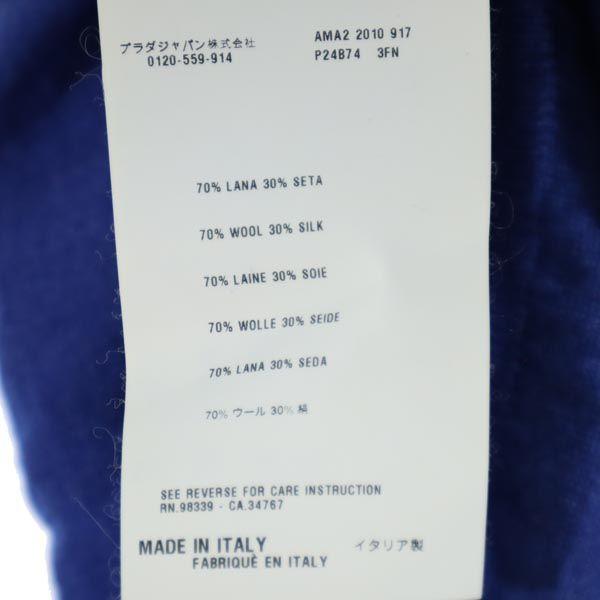 プラダジャパン株式会社
0120-559-914
AMA2 2010 917
P24B74 3FN
70% LANA 30% SETA
70% WOOL 30% SILK
70% LAINE 30% SOIE
70% WOLLE 30% SEIDE
70% LANA 30% SEDA
70% ウール 30% 絹
SEE REVERSE FOR CARE INSTRUCTION
RN.98339 - CA.34767
MADE IN ITALY
イタリア製
FABRIQUÈ EN ITALY